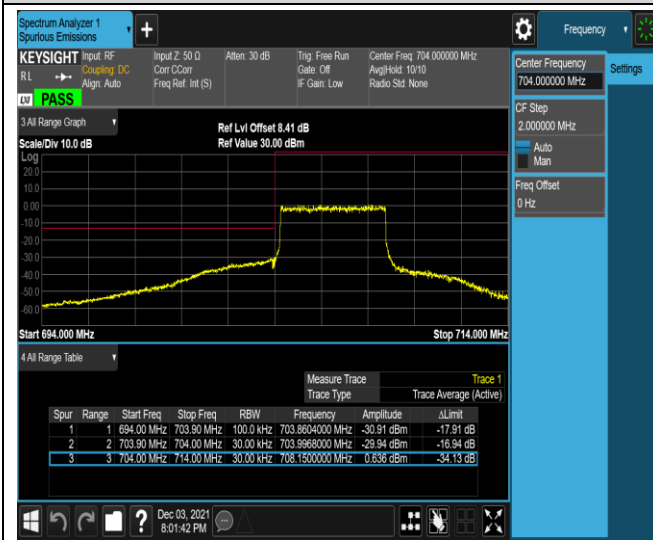 Spectrum Analyzer 1
Spurious Emissions
Frequency
KEYSIGHT
Input: RF
Coupling: DC
Align: Auto
Input Z: 50 Ω
Corr CCorr
Freq Ref: Int (S)
Atten: 30 dB
Trig: Free Run
Gate: Off
IF Gain: Low
Center Freq: 704.000000 MHz
Avg|Hold: 10/10
Radio Std: None
R L
LXI
PASS
Center Frequency
704.000000 MHz
Settings
CF Step
2.000000 MHz
Auto
Man
Freq Offset
0 Hz
3 All Range Graph
Ref Lvl Offset 8.41 dB
Scale/Div 10.0 dB
Ref Value 30.00 dBm
Log
20.0
10.0
0.00
-10.0
-20.0
-30.0
-40.0
-50.0
-60.0
Start 694.000 MHz
Stop 714.000 MHz
4 All Range Table
Measure Trace Trace 1
Trace Type Trace Average (Active)
Spur Range Start Freq Stop Freq RBW Frequency Amplitude ΔLimit
1 1 694.00 MHz 703.90 MHz 100.0 kHz 703.8604000 MHz -30.91 dBm -17.91 dB
2 2 703.90 MHz 704.00 MHz 30.00 kHz 703.9968000 MHz -29.94 dBm -16.94 dB
3 3 704.00 MHz 714.00 MHz 30.00 kHz 708.1500000 MHz 0.636 dBm -34.13 dB
Dec 03, 2021
8:01:42 PM